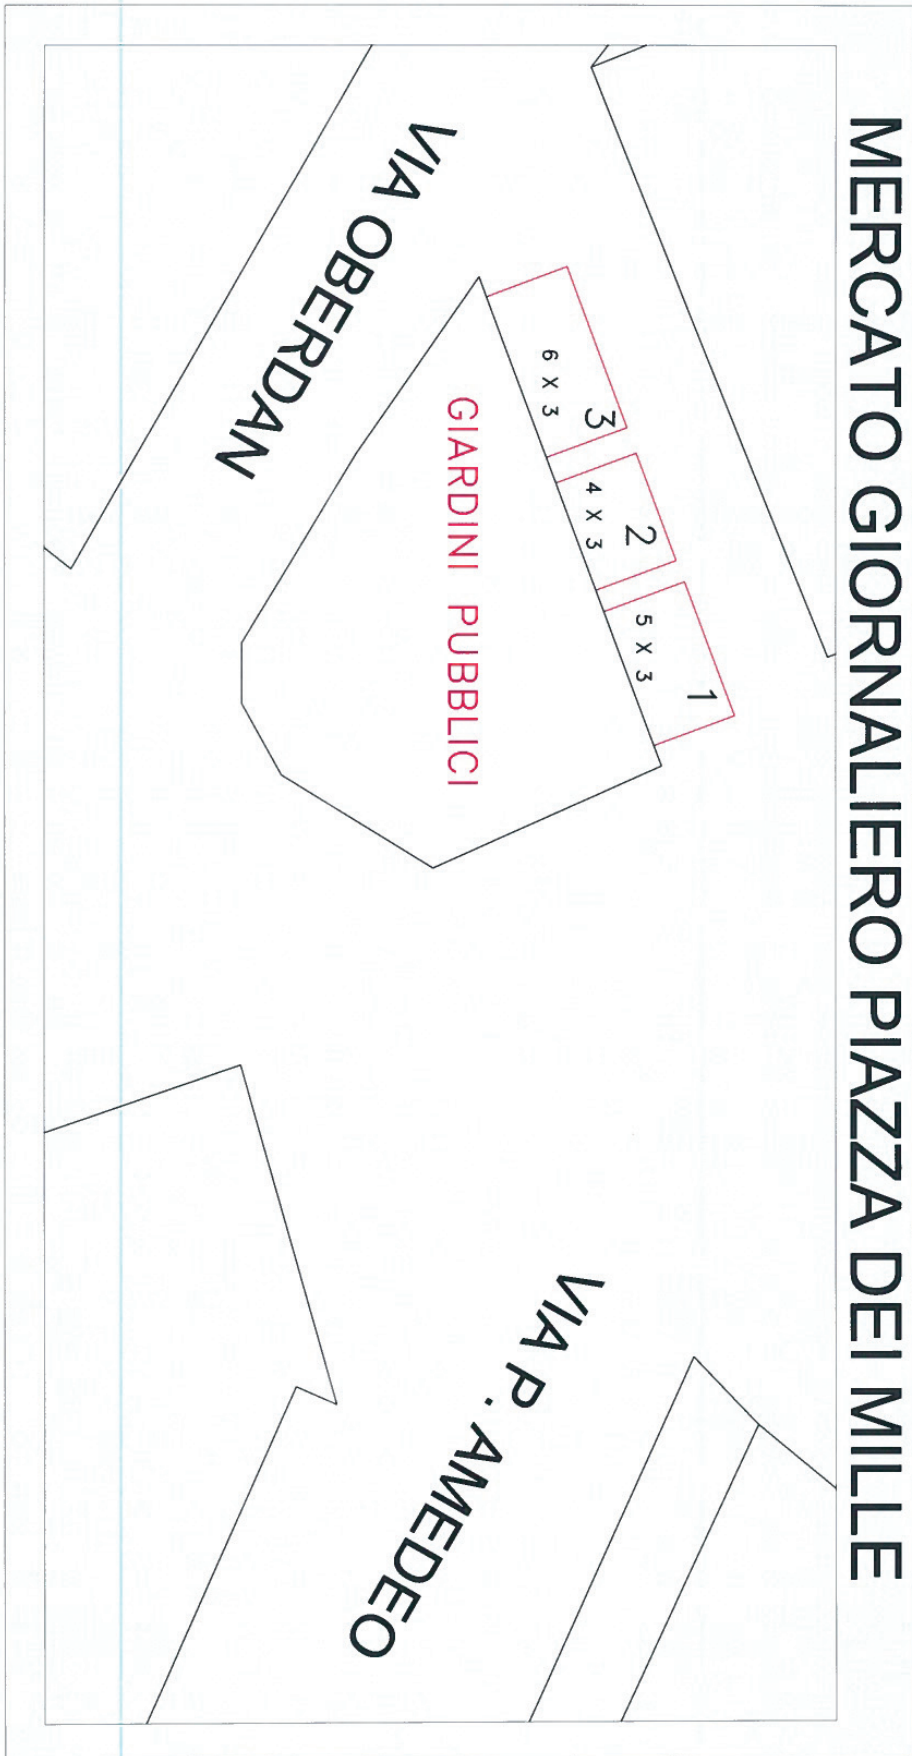 MERCATO GIORNALIERO PIAZZA DEI MILLE
3
6 X 3
2
4 X 3
1
5 X 3
GIARDINI PUBBLICI
VIA OBERDAN
VIA P. AMEDEO